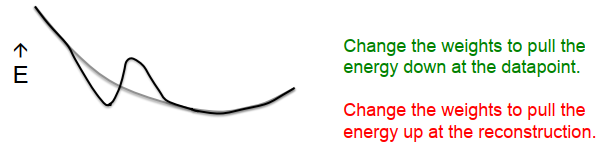 ↑
E
Change the weights to pull the
energy down at the datapoint.
Change the weights to pull the
energy up at the reconstruction.